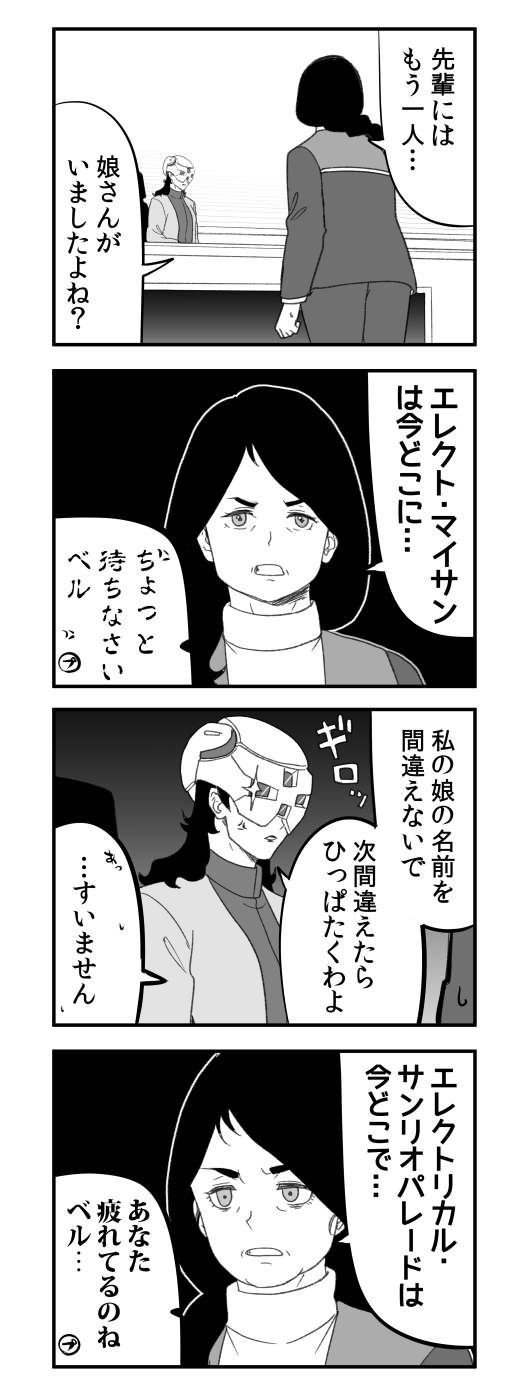 先輩には
もう一人…
娘さんが
いましたよね?
エレクト・マイサン
は今どこに…
ちょっと
待ちなさい
ベル
プ
私の娘の名前を
間違えないで
ギロッ
次間違えたら
ひっぱたくわよ
あっ
…すいません
エレクトリカル・
サンリオパレードは
今どこで…
あなた
疲れてるのね
ベル…
プ